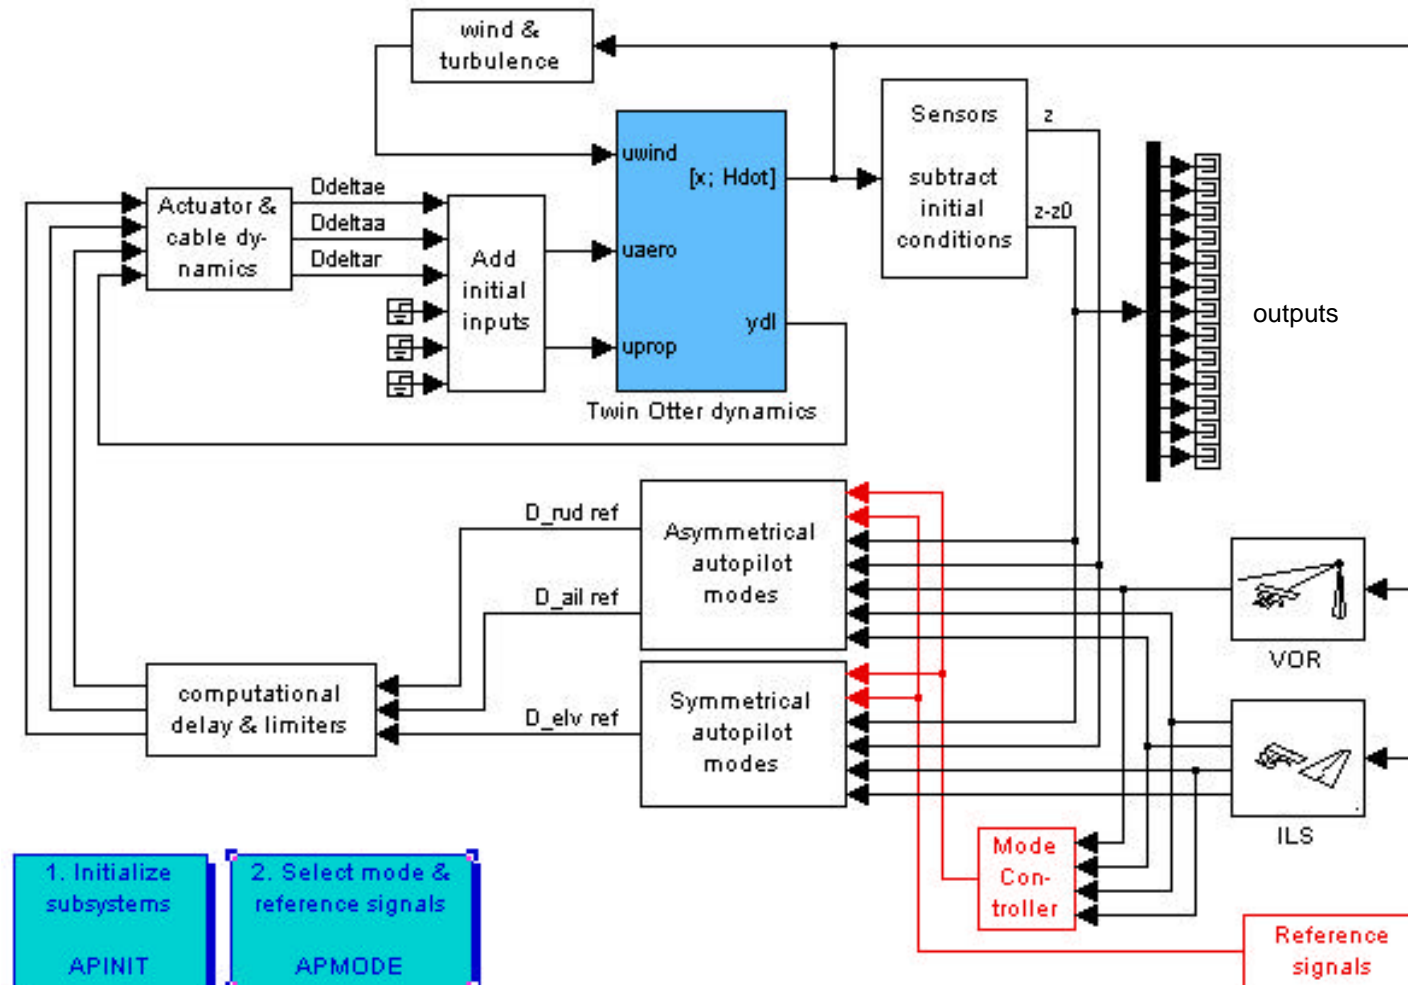 wind &
turbulence
Sensors
subtract
initial
conditions
z
z-z0
uwind
[x; Hdot]
uaero
ydl
uprop
Twin Otter dynamics
Actuator &
cable dy-
namics
Ddeltae
Ddeltaa
Ddeltar
Add
initial
inputs
outputs
D_rud ref
Asymmetrical
autopilot
modes
D_ail ref
VOR
computational
delay & limiters
D_elv ref
Symmetrical
autopilot
modes
ILS
Mode
Con-
troller
1. Initialize
subsystems
APINIT
2. Select mode &
reference signals
APMODE
Reference
signals